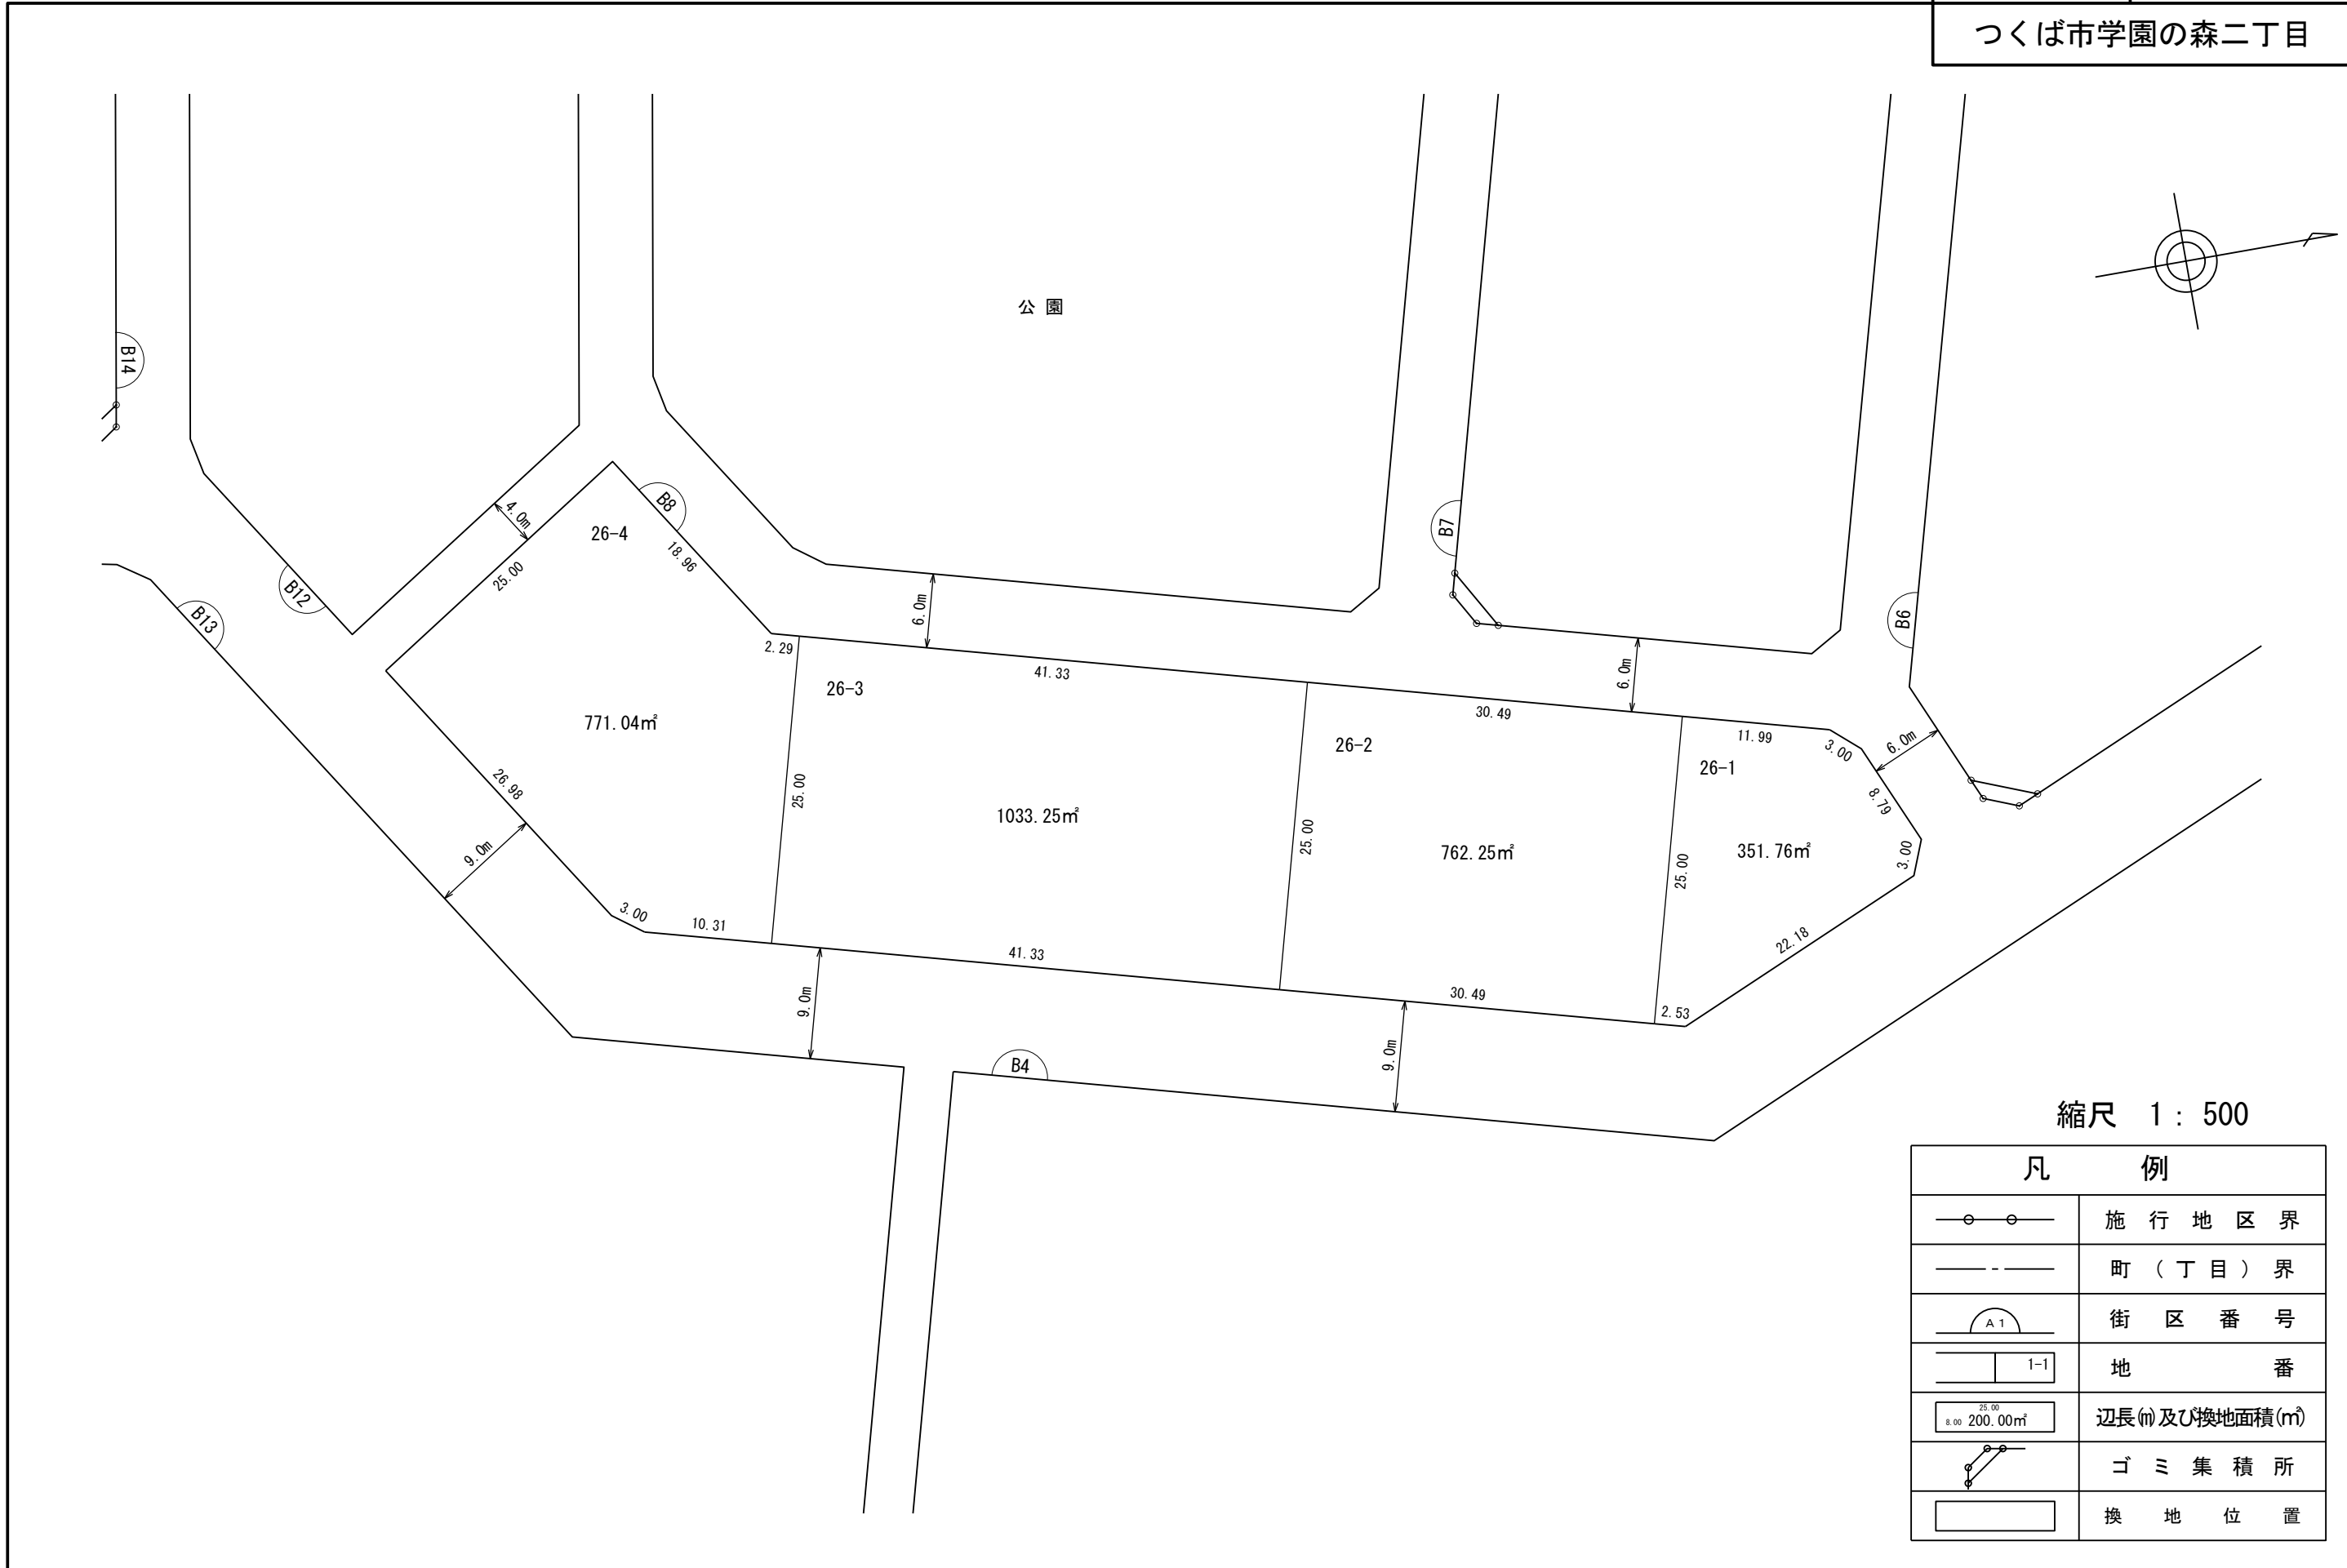 つくば市学園の森二丁目
公園
B14
B8
B7
4.0m
26-4
18.96
25.00
B12
B13
6.0m
B6
2.29
41.33
6.0m
26-3
30.49
771.04㎡
11.99
3.00
6.0m
26-2
26-1
26.98
25.00
8.79
1033.25㎡
25.00
762.25㎡
351.76㎡
3.00
9.0m
25.00
3.00
10.31
22.18
41.33
9.0m
30.49
2.53
9.0m
B4
縮尺 1：500
凡例
施行地区界
町（丁目）界
A1 街区番号
1-1 地番
25.00
8.00 200.00㎡ 辺長(m)及び換地面積(㎡)
ゴミ集積所
換地位置